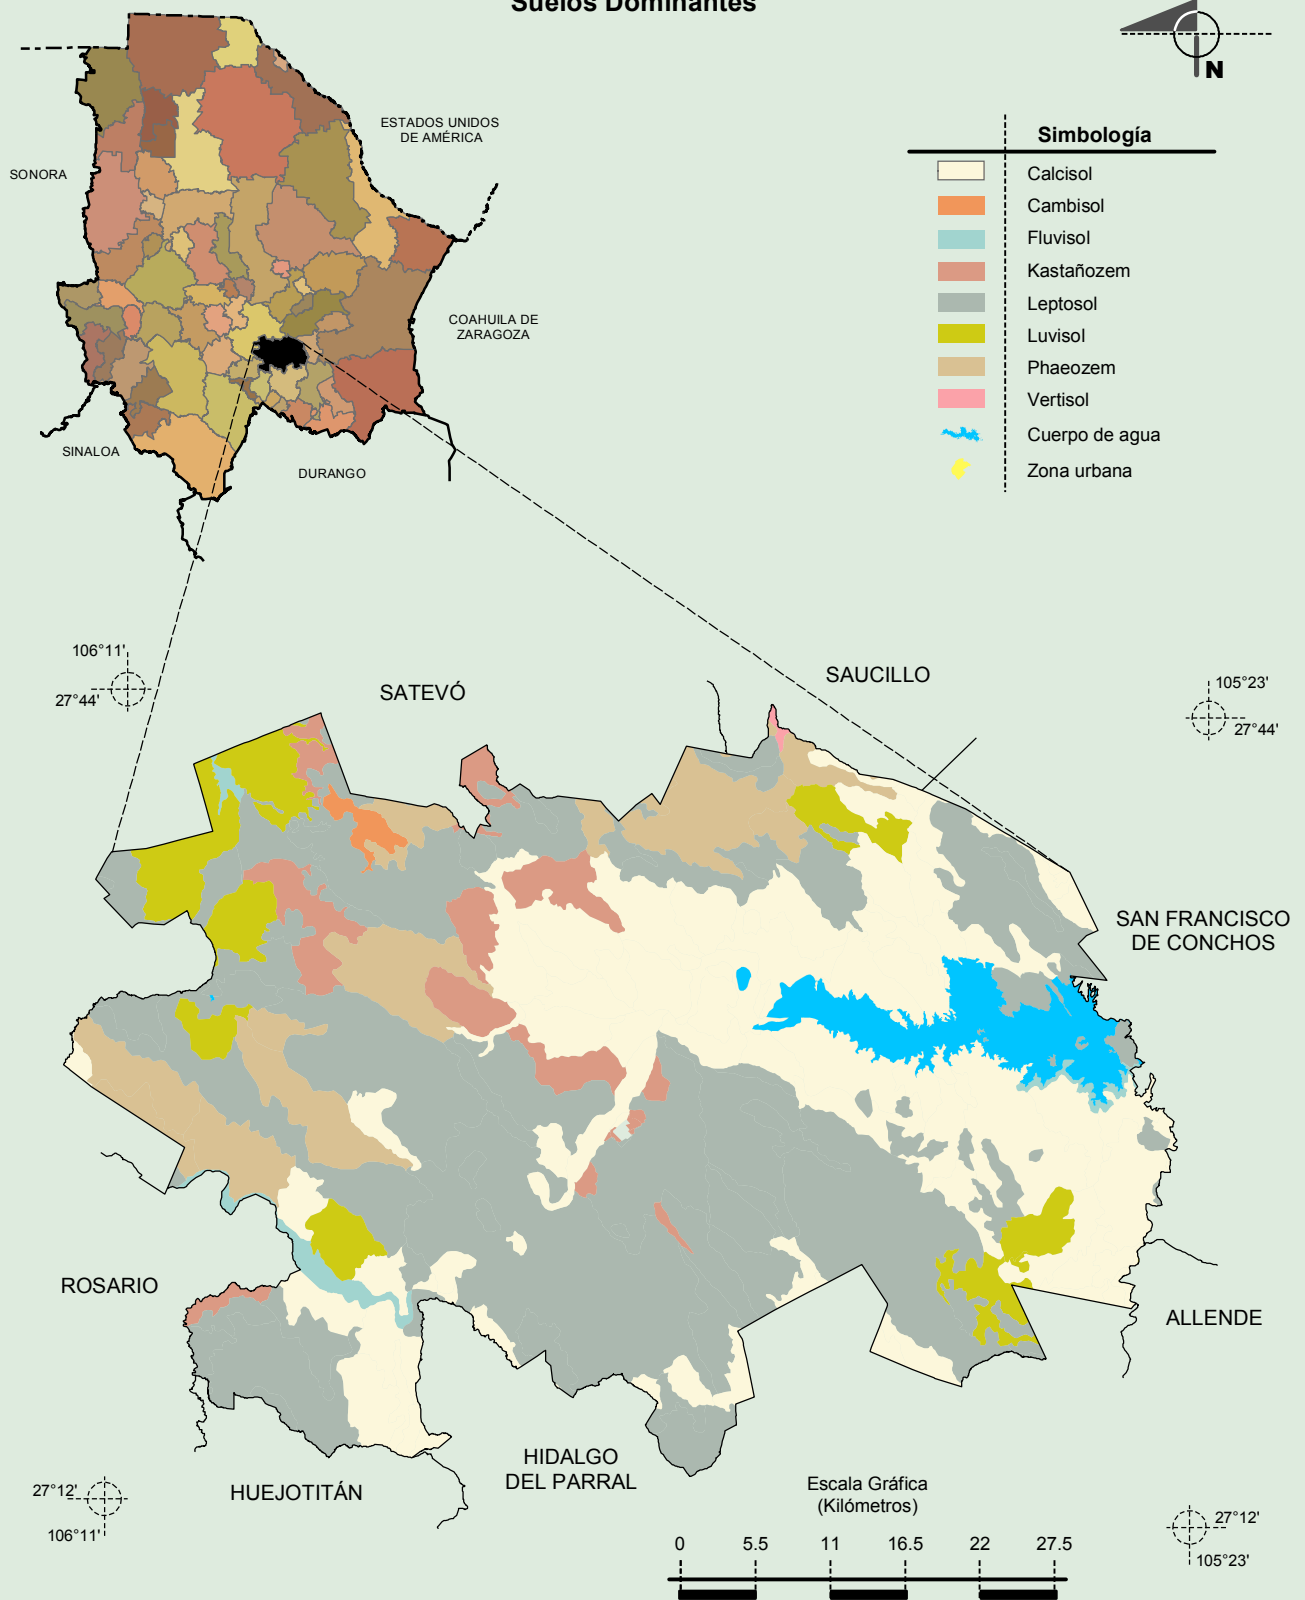 Suelos Dominantes
N
ESTADOS UNIDOS
DE AMÉRICA
SONORA
COAHUILA DE
ZARAGOZA
SINALOA
DURANGO
Simbología
Calcisol
Cambisol
Fluvisol
Kastañozem
Leptosol
Luvisol
Phaeozem
Vertisol
Cuerpo de agua
Zona urbana
106°11'
27°44'
SATEVÓ
SAUCILLO
105°23'
27°44'
SAN FRANCISCO
DE CONCHOS
ROSARIO
ALLENDE
HUEJOTITÁN
HIDALGO
DEL PARRAL
27°12'
106°11'
Escala Gráfica
(Kilómetros)
0 5.5 11 16.5 22 27.5
27°12'
105°23'